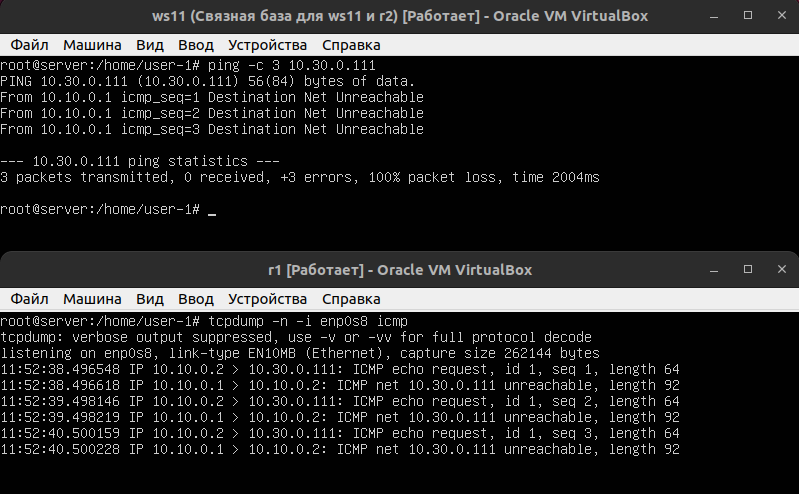 ws11 (Связная база для ws11 и r2) [Работает] - Oracle VM VirtualBox
Файл Машина Вид Ввод Устройства Справка
root@server:/home/user-1# ping -c 3 10.30.0.111
PING 10.30.0.111 (10.30.0.111) 56(84) bytes of data.
From 10.10.0.1 icmp_seq=1 Destination Net Unreachable
From 10.10.0.1 icmp_seq=2 Destination Net Unreachable
From 10.10.0.1 icmp_seq=3 Destination Net Unreachable
--- 10.30.0.111 ping statistics ---
3 packets transmitted, 0 received, +3 errors, 100% packet loss, time 2004ms
root@server:/home/user-1# _
r1 [Работает] - Oracle VM VirtualBox
Файл Машина Вид Ввод Устройства Справка
root@server:/home/user-1# tcpdump -n -i enp0s8 icmp
tcpdump: verbose output suppressed, use -v or -vv for full protocol decode
listening on enp0s8, link-type EN10MB (Ethernet), capture size 262144 bytes
11:52:38.496548 IP 10.10.0.2 > 10.30.0.111: ICMP echo request, id 1, seq 1, length 64
11:52:38.496618 IP 10.10.0.1 > 10.10.0.2: ICMP net 10.30.0.111 unreachable, length 92
11:52:39.498146 IP 10.10.0.2 > 10.30.0.111: ICMP echo request, id 1, seq 2, length 64
11:52:39.498219 IP 10.10.0.1 > 10.10.0.2: ICMP net 10.30.0.111 unreachable, length 92
11:52:40.500159 IP 10.10.0.2 > 10.30.0.111: ICMP echo request, id 1, seq 3, length 64
11:52:40.500228 IP 10.10.0.1 > 10.10.0.2: ICMP net 10.30.0.111 unreachable, length 92